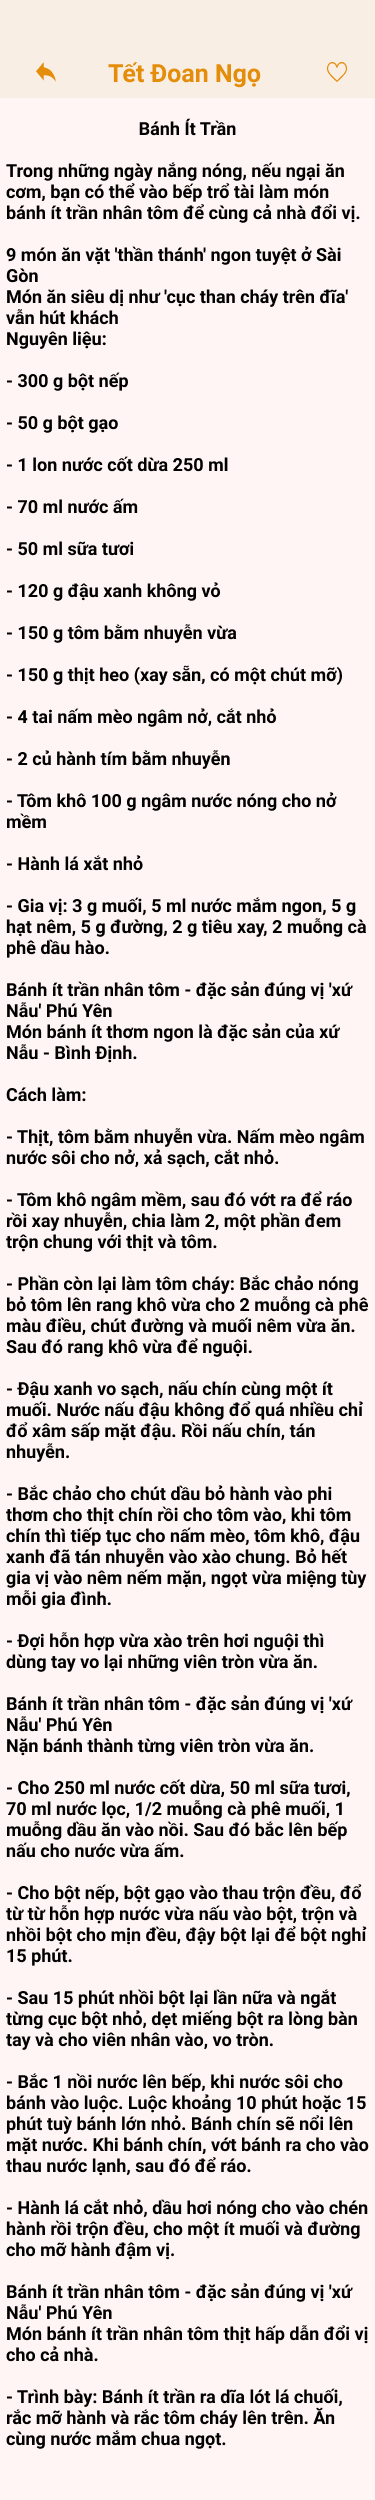 Tết Đoan Ngọ
Bánh Ít Trần
Trong những ngày nắng nóng, nếu ngại ăn
cơm, bạn có thể vào bếp trổ tài làm món
bánh ít trần nhân tôm để cùng cả nhà đổi vị.
9 món ăn vặt 'thần thánh' ngon tuyệt ở Sài
Gòn
Món ăn siêu dị như 'cục than cháy trên đĩa'
vẫn hút khách
Nguyên liệu:
- 300 g bột nếp
- 50 g bột gạo
- 1 lon nước cốt dừa 250 ml
- 70 ml nước ấm
- 50 ml sữa tươi
- 120 g đậu xanh không vỏ
- 150 g tôm bằm nhuyễn vừa
- 150 g thịt heo (xay sẵn, có một chút mỡ)
- 4 tai nấm mèo ngâm nở, cắt nhỏ
- 2 củ hành tím bằm nhuyễn
- Tôm khô 100 g ngâm nước nóng cho nở
mềm
- Hành lá xắt nhỏ
- Gia vị: 3 g muối, 5 ml nước mắm ngon, 5 g
hạt nêm, 5 g đường, 2 g tiêu xay, 2 muỗng cà
phê dầu hào.
Bánh ít trần nhân tôm - đặc sản đúng vị 'xứ
Nẫu' Phú Yên
Món bánh ít thơm ngon là đặc sản của xứ
Nẫu - Bình Định.
Cách làm:
- Thịt, tôm bằm nhuyễn vừa. Nấm mèo ngâm
nước sôi cho nở, xả sạch, cắt nhỏ.
- Tôm khô ngâm mềm, sau đó vớt ra để ráo
rồi xay nhuyễn, chia làm 2, một phần đem
trộn chung với thịt và tôm.
- Phần còn lại làm tôm cháy: Bắc chảo nóng
bỏ tôm lên rang khô vừa cho 2 muỗng cà phê
màu điều, chút đường và muối nêm vừa ăn.
Sau đó rang khô vừa để nguội.
- Đậu xanh vo sạch, nấu chín cùng một ít
muối. Nước nấu đậu không đổ quá nhiều chỉ
đổ xâm sấp mặt đậu. Rồi nấu chín, tán
nhuyễn.
- Bắc chảo cho chút dầu bỏ hành vào phi
thơm cho thịt chín rồi cho tôm vào, khi tôm
chín thì tiếp tục cho nấm mèo, tôm khô, đậu
xanh đã tán nhuyễn vào xào chung. Bỏ hết
gia vị vào nêm nếm mặn, ngọt vừa miệng tùy
mỗi gia đình.
- Đợi hỗn hợp vừa xào trên hơi nguội thì
dùng tay vo lại những viên tròn vừa ăn.
Bánh ít trần nhân tôm - đặc sản đúng vị 'xứ
Nẫu' Phú Yên
Nặn bánh thành từng viên tròn vừa ăn.
- Cho 250 ml nước cốt dừa, 50 ml sữa tươi,
70 ml nước lọc, 1/2 muỗng cà phê muối, 1
muỗng dầu ăn vào nồi. Sau đó bắc lên bếp
nấu cho nước vừa ấm.
- Cho bột nếp, bột gạo vào thau trộn đều, đổ
từ từ hỗn hợp nước vừa nấu vào bột, trộn và
nhồi bột cho mịn đều, đậy bột lại để bột nghỉ
15 phút.
- Sau 15 phút nhồi bột lại lần nữa và ngắt
từng cục bột nhỏ, dẹt miếng bột ra lòng bàn
tay và cho viên nhân vào, vo tròn.
- Bắc 1 nồi nước lên bếp, khi nước sôi cho
bánh vào luộc. Luộc khoảng 10 phút hoặc 15
phút tuỳ bánh lớn nhỏ. Bánh chín sẽ nổi lên
mặt nước. Khi bánh chín, vớt bánh ra cho vào
thau nước lạnh, sau đó để ráo.
- Hành lá cắt nhỏ, dầu hơi nóng cho vào chén
hành rồi trộn đều, cho một ít muối và đường
cho mỡ hành đậm vị.
Bánh ít trần nhân tôm - đặc sản đúng vị 'xứ
Nẫu' Phú Yên
Món bánh ít trần nhân tôm thịt hấp dẫn đổi vị
cho cả nhà.
- Trình bày: Bánh ít trần ra dĩa lót lá chuối,
rắc mỡ hành và rắc tôm cháy lên trên. Ăn
cùng nước mắm chua ngọt.